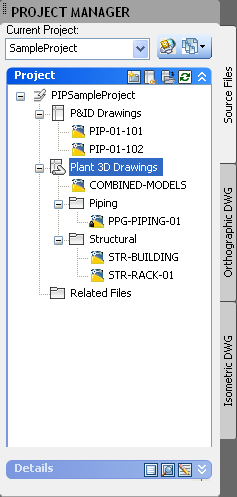 PROJECT MANAGER
Current Project:
SampleProject
Project
PIPSampleProject
P&ID Drawings
PIP-01-101
PIP-01-102
Plant 3D Drawings
COMBINED-MODELS
Piping
PPG-PIPING-01
Structural
STR-BUILDING
STR-RACK-01
Related Files
Details
Source Files
Orthographic DWG
Isometric DWG